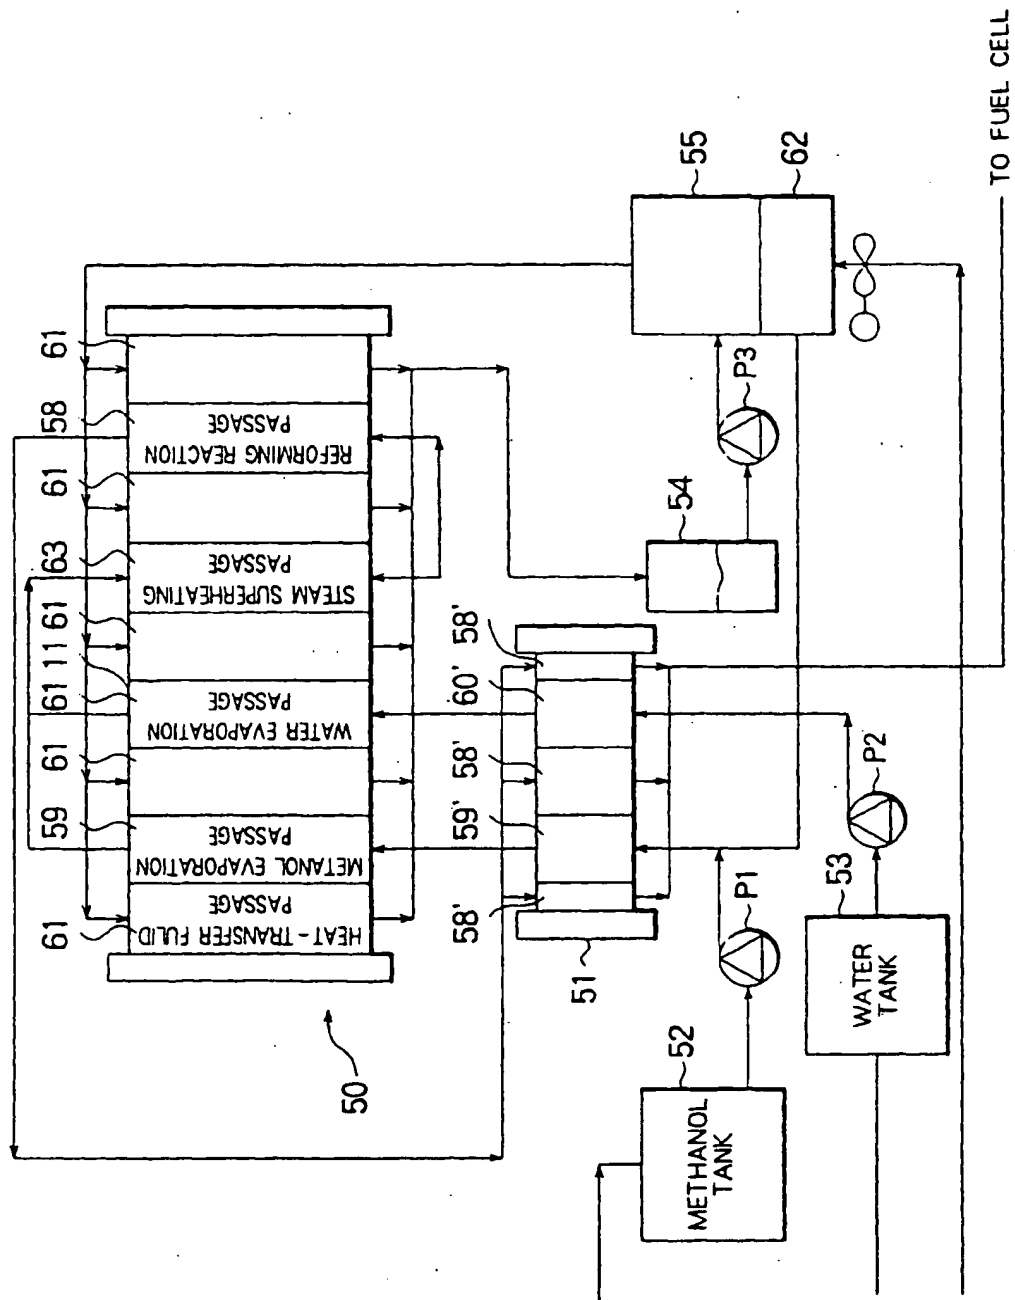 61
59
61
61
11
61
63
61
58
61
HEAT-TRANSFER FULID
PASSAGE
METANOL EVAPORATION
PASSAGE
WATER EVAPORATION
PASSAGE
STEAM SUPERHEATING
PASSAGE
REFORMING REACTION
PASSAGE
50
58'
59'
58'
60'
58'
51
54
55
62
52
METHANOL
TANK
P1
53
WATER
TANK
P2
P3
TO FUEL CELL